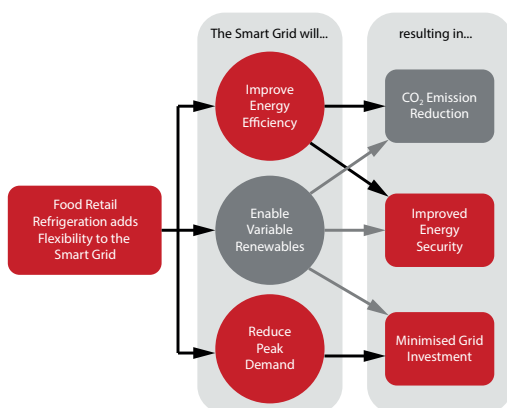 The Smart Grid will...
resulting in...
Improve
Energy
Efficiency
CO₂ Emission
Reduction
Food Retail
Refrigeration adds
Flexibility to the
Smart Grid
Enable
Variable
Renewables
Improved
Energy
Security
Reduce
Peak
Demand
Minimised Grid
Investment